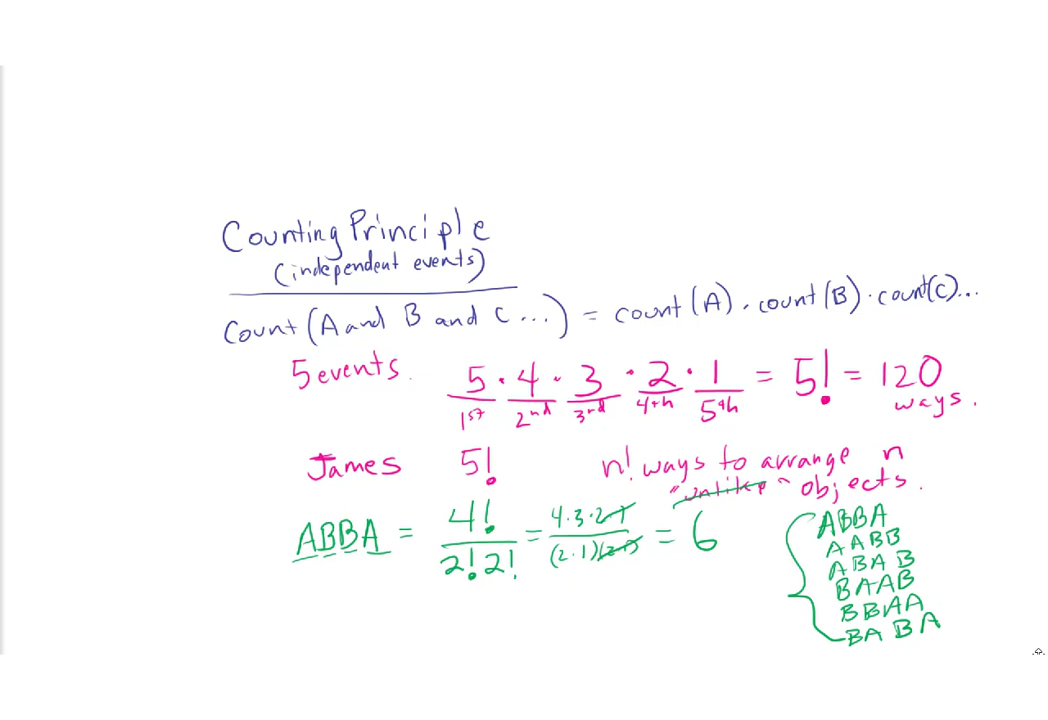 Counting Principle
(independent events)
Count (A and B and C ...) = count (A) · count (B) · count (C)...
5 events. 5 · 4 · 3 · 2 · 1 = 5! = 120
1st 2nd 3rd 4th 5th ways.
James 5! n! ways to arrange n
"unlike" objects.
ABBA = 4! / 2! 2! = 4·3·2·1 / (2·1)(2·1) = 6
ABBA
AABB
ABAB
BAAB
BBAA
BABA